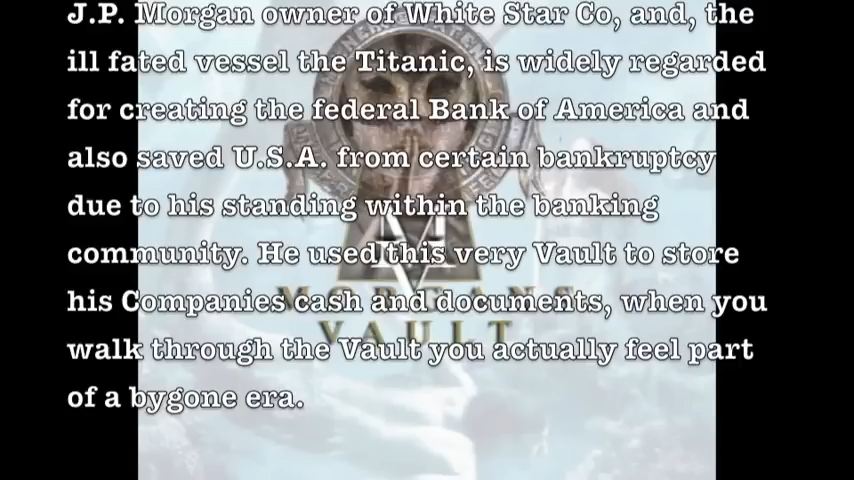 J.P. Morgan owner of White Star Co, and, the
ill fated vessel the Titanic, is widely regarded
for creating the federal Bank of America and
also saved U.S.A. from certain bankruptcy
due to his standing within the banking
community. He used this very Vault to store
his Companies cash and documents, when you
walk through the Vault you actually feel part
of a bygone era.
MV
MORGANS
VAULT